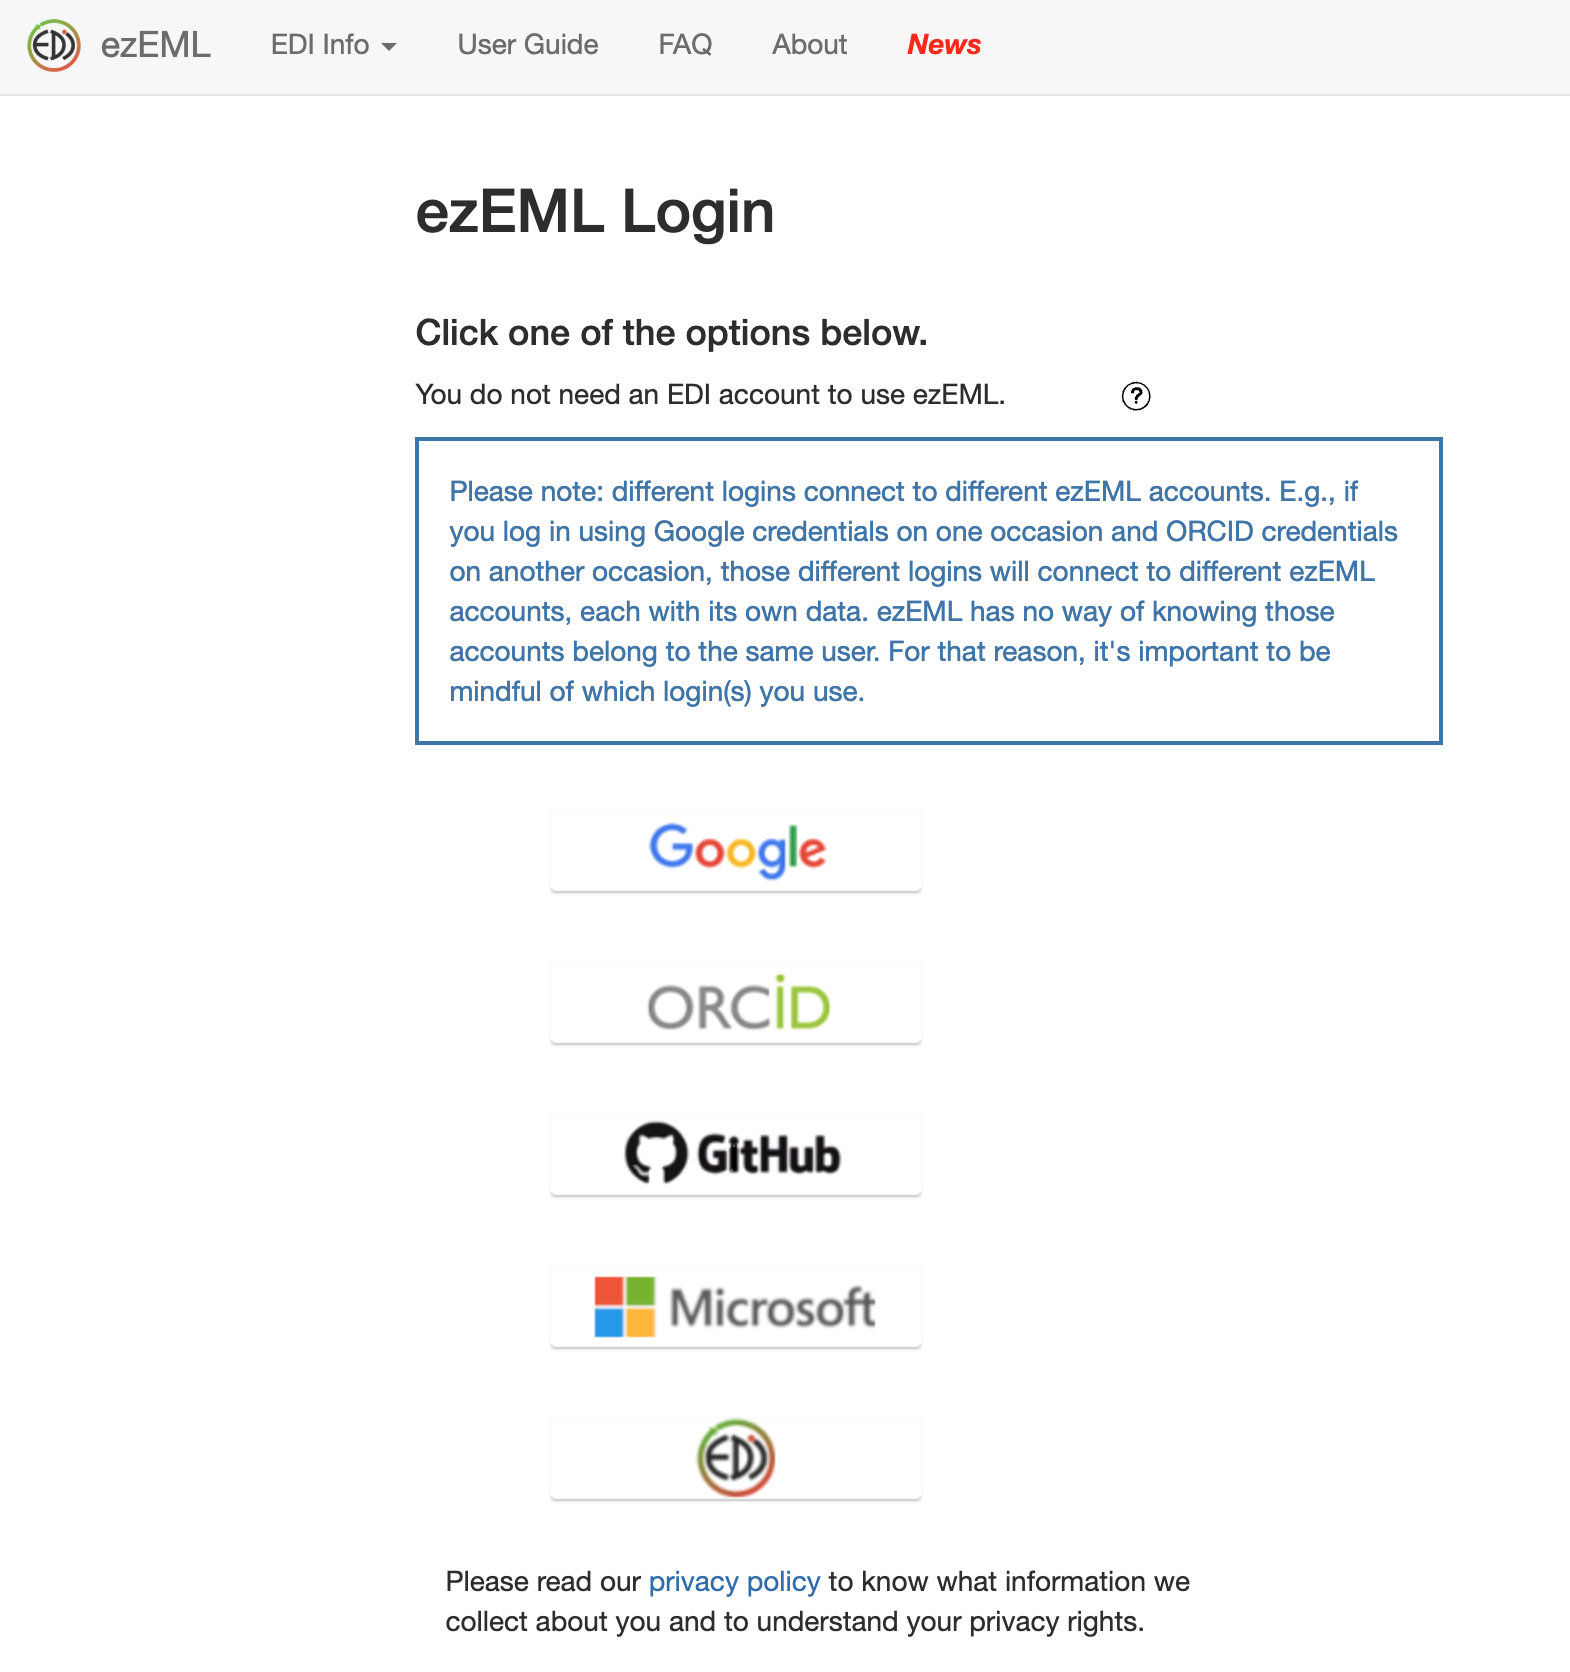 EDI ezEML EDI Info User Guide FAQ About News
ezEML Login
Click one of the options below.
You do not need an EDI account to use ezEML. ?
Please note: different logins connect to different ezEML accounts. E.g., if
you log in using Google credentials on one occasion and ORCID credentials
on another occasion, those different logins will connect to different ezEML
accounts, each with its own data. ezEML has no way of knowing those
accounts belong to the same user. For that reason, it's important to be
mindful of which login(s) you use.
Google
ORCiD
GitHub
Microsoft
EDI
Please read our privacy policy to know what information we
collect about you and to understand your privacy rights.